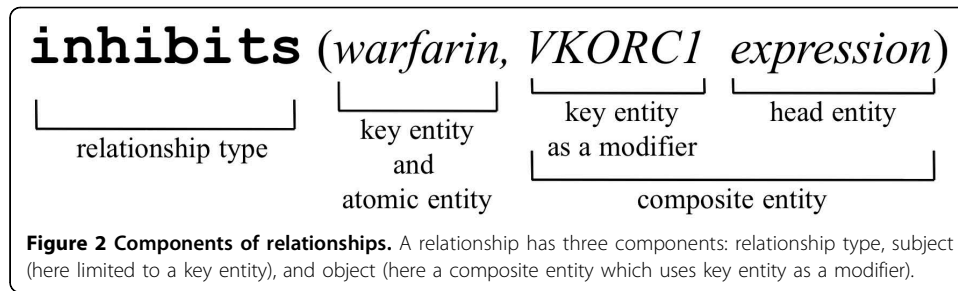 inhibits (warfarin, VKORC1 expression)
relationship type
key entity
and
atomic entity
key entity
as a modifier
head entity
composite entity
Figure 2 Components of relationships. A relationship has three components: relationship type, subject
(here limited to a key entity), and object (here a composite entity which uses key entity as a modifier).